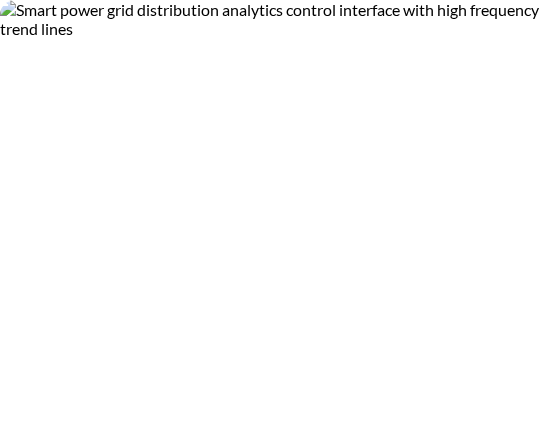 Smart power grid distribution analytics control interface with high frequency
trend lines